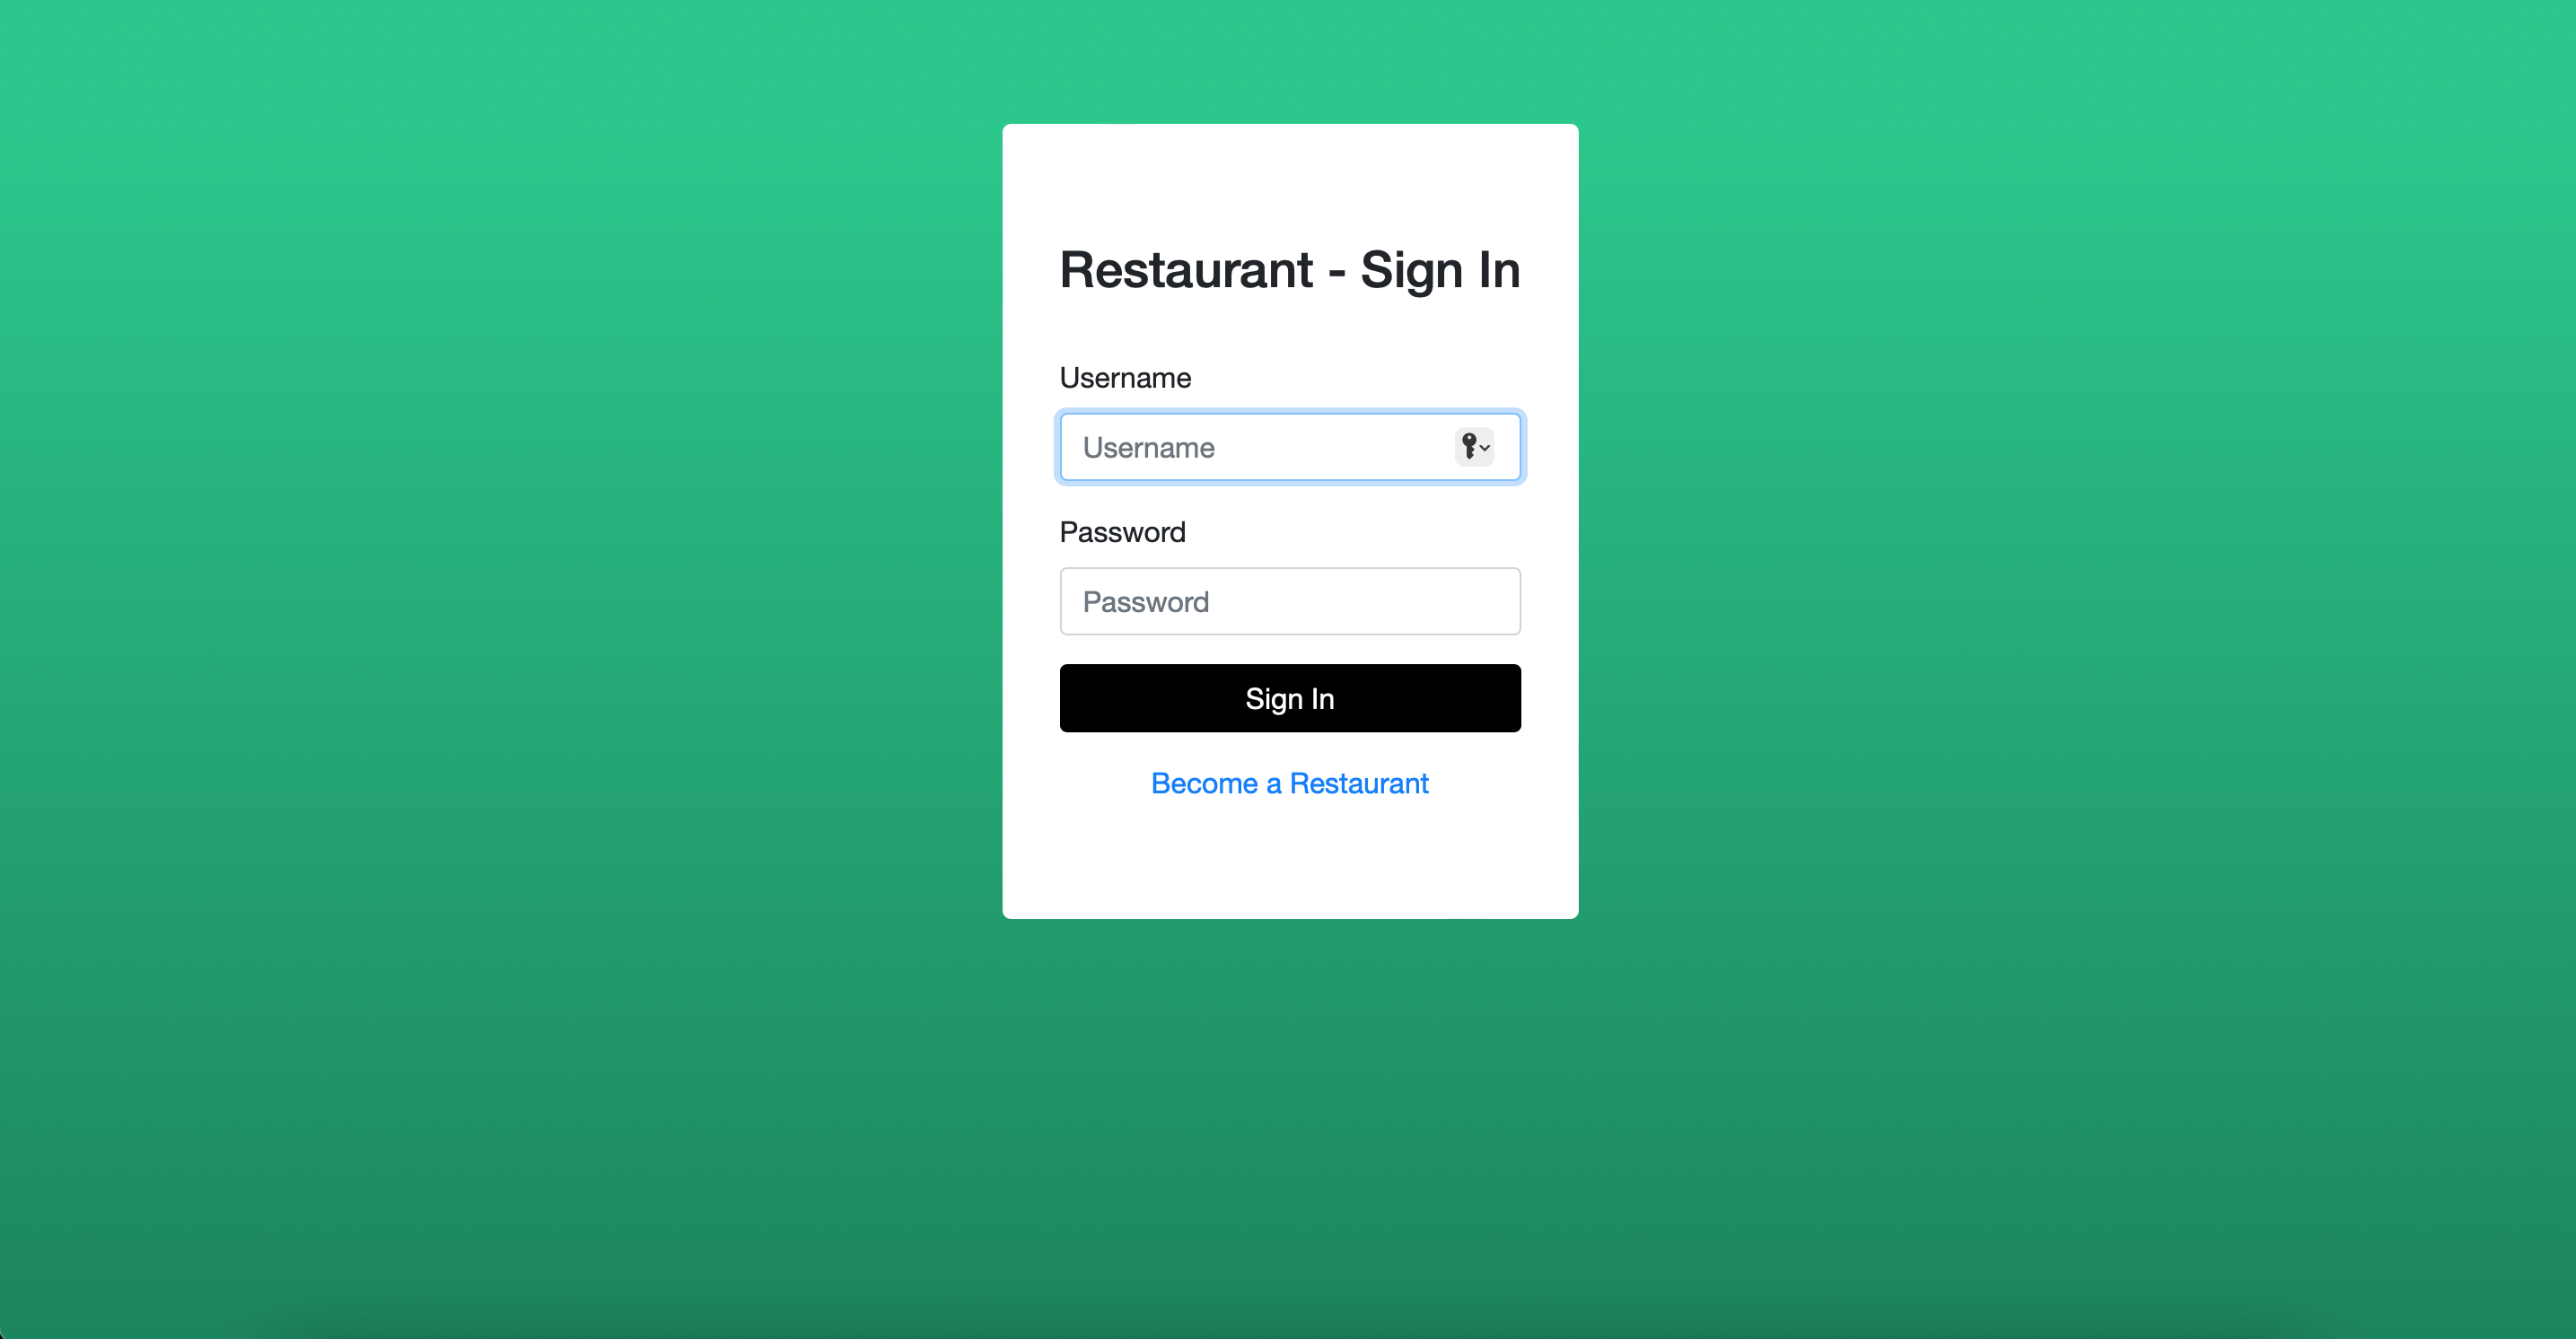 Restaurant - Sign In
Username
Username
Password
Password
Sign In
Become a Restaurant